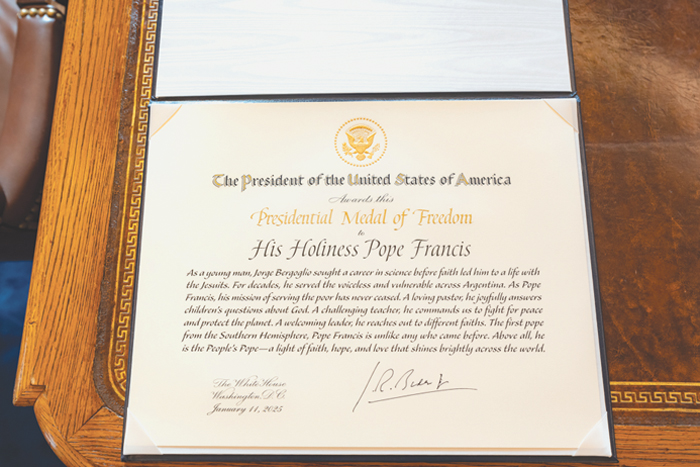 The President of the United States of America
Awards this
Presidential Medal of Freedom
to
His Holiness Pope Francis
As a young man, Jorge Bergoglio sought a career in science before faith led him to a life with
the Jesuits. For decades, he served the voiceless and vulnerable across Argentina. As Pope
Francis, his mission of serving the poor has never ceased. A loving pastor, he joyfully answers
children's questions about God. A challenging teacher, he commands us to fight for peace
and protect the planet. A welcoming leader, he reaches out to different faiths. The first pope
from the Southern Hemisphere, Pope Francis is unlike any who came before. Above all, he
is the People's Pope—a light of faith, hope, and love that shines brightly across the world.
The White House
Washington, D.C.
January 11, 2025